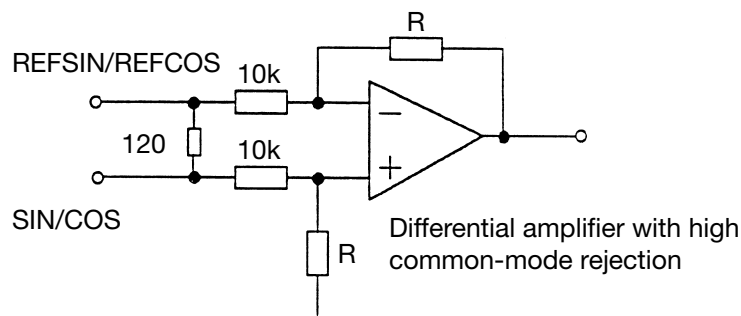 R
REFSIN/REFCOS
10k
120
10k
SIN/COS
R
Differential amplifier with high
common-mode rejection